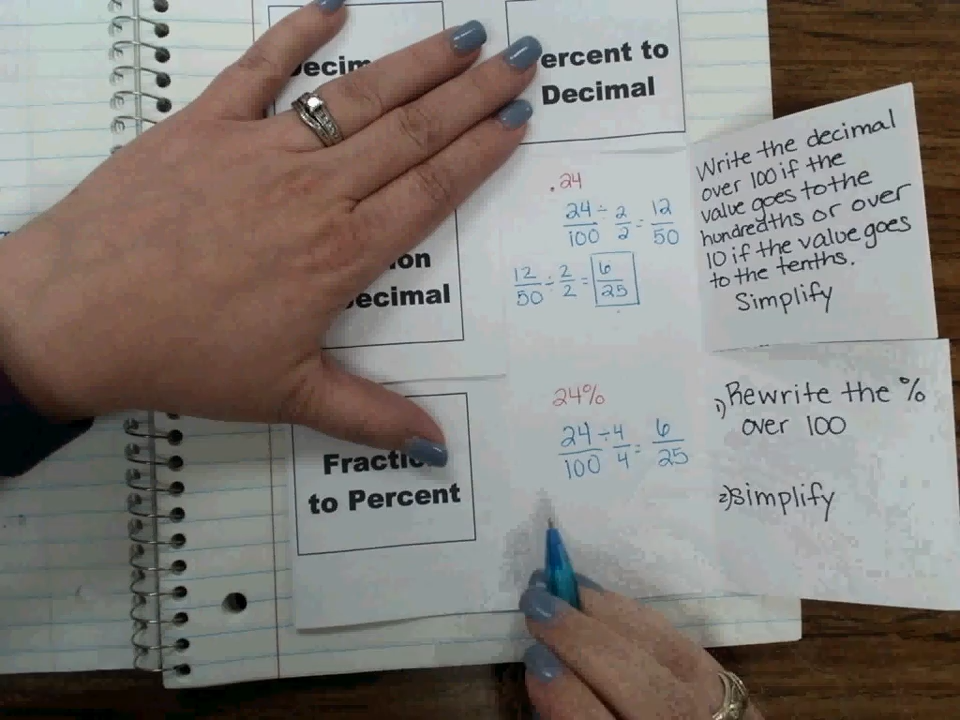 Percent to
Decimal
Decimal
Fraction
to Percent
.24
24/100 ÷ 2/2 = 12/50
12/50 ÷ 2/2 = 6/25
24%
24/100 ÷ 4/4 = 6/25
Write the decimal
over 100 if the
value goes to the
hundredths or over
10 if the value goes
to the tenths.
Simplify
1) Rewrite the %
over 100
2) Simplify